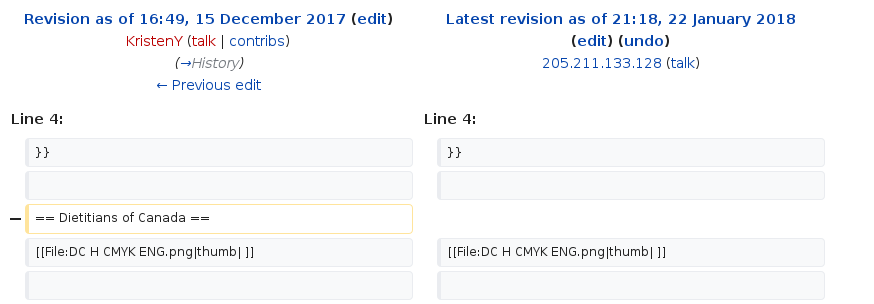 Revision as of 16:49, 15 December 2017 (edit)
KristenY (talk | contribs)
(→History)
← Previous edit
Latest revision as of 21:18, 22 January 2018
(edit) (undo)
205.211.133.128 (talk)
Line 4:
Line 4:
}}
}}
− == Dietitians of Canada ==
[[File:DC H CMYK ENG.png|thumb| ]]
[[File:DC H CMYK ENG.png|thumb| ]]